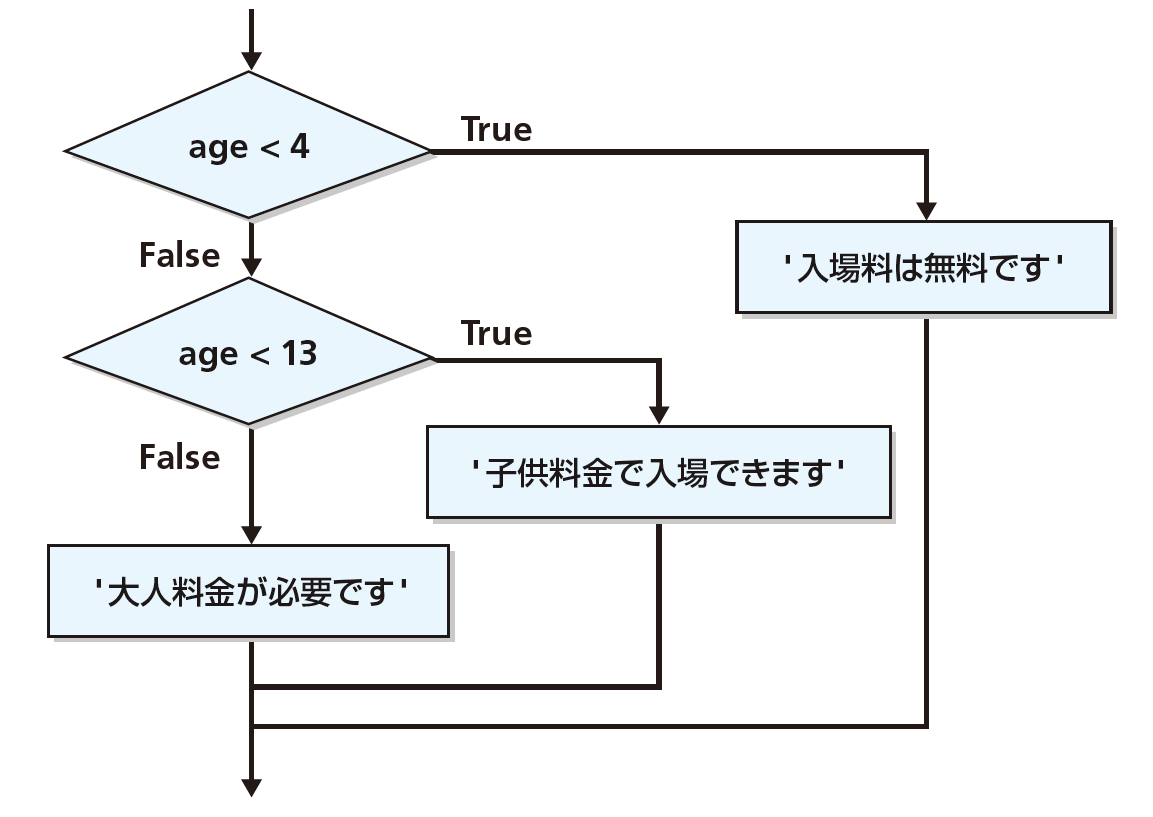 age < 4
True
False
'入場料は無料です'
age < 13
True
False
'子供料金で入場できます'
'大人料金が必要です'